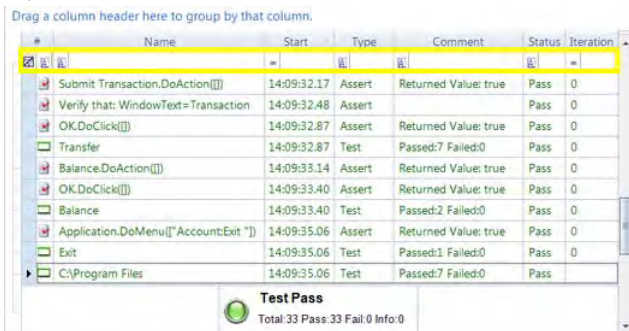 Drag a column header here to group by that column.
# Name Start Type Comment Status Iteration
A A = A A A =
Submit Transaction.DoAction([]) 14:09:32.17 Assert Returned Value: true Pass 0
Verify that: WindowText=Transaction 14:09:32.48 Assert Pass 0
OK.DoClick([]) 14:09:32.87 Assert Returned Value: true Pass 0
Transfer 14:09:32.87 Test Passed:7 Failed:0 Pass 0
Balance.DoAction([]) 14:09:33.14 Assert Returned Value: true Pass 0
OK.DoClick([]) 14:09:33.40 Assert Returned Value: true Pass 0
Balance 14:09:33.40 Test Passed:2 Failed:0 Pass 0
Application.DoMenu(["Account:Exit "]) 14:09:35.06 Assert Returned Value: true Pass 0
Exit 14:09:35.06 Test Passed:1 Failed:0 Pass 0
C:\Program Files 14:09:35.06 Test Passed:7 Failed:0 Pass
Test Pass
Total:33 Pass:33 Fail:0 Info:0